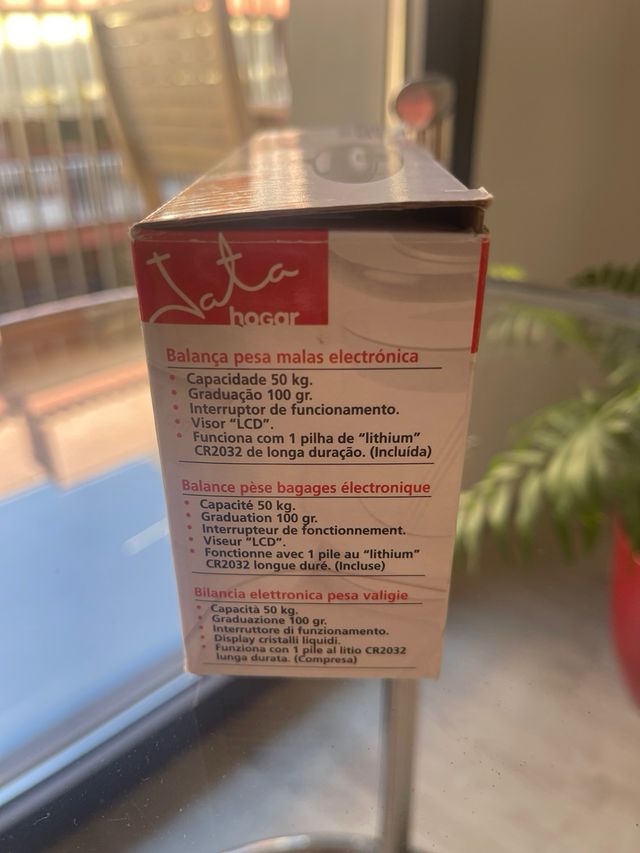 Jata
hogar
Balança pesa malas electrónica
• Capacidade 50 kg.
• Graduação 100 gr.
• Interruptor de funcionamento.
• Visor “LCD”.
• Funciona com 1 pilha de “lithium”
CR2032 de longa duração. (Incluída)
Balance pèse bagages électronique
• Capacité 50 kg.
• Graduation 100 gr.
• Interrupteur de fonctionnement.
• Viseur “LCD”.
• Fonctionne avec 1 pile au “lithium”
CR2032 longue duré. (Incluse)
Bilancia elettronica pesa valigie
• Capacità 50 kg.
• Graduazione 100 gr.
• Interruttore di funzionamento.
• Display cristalli liquidi.
• Funziona con 1 pile al litio CR2032
lunga durata. (Compresa)